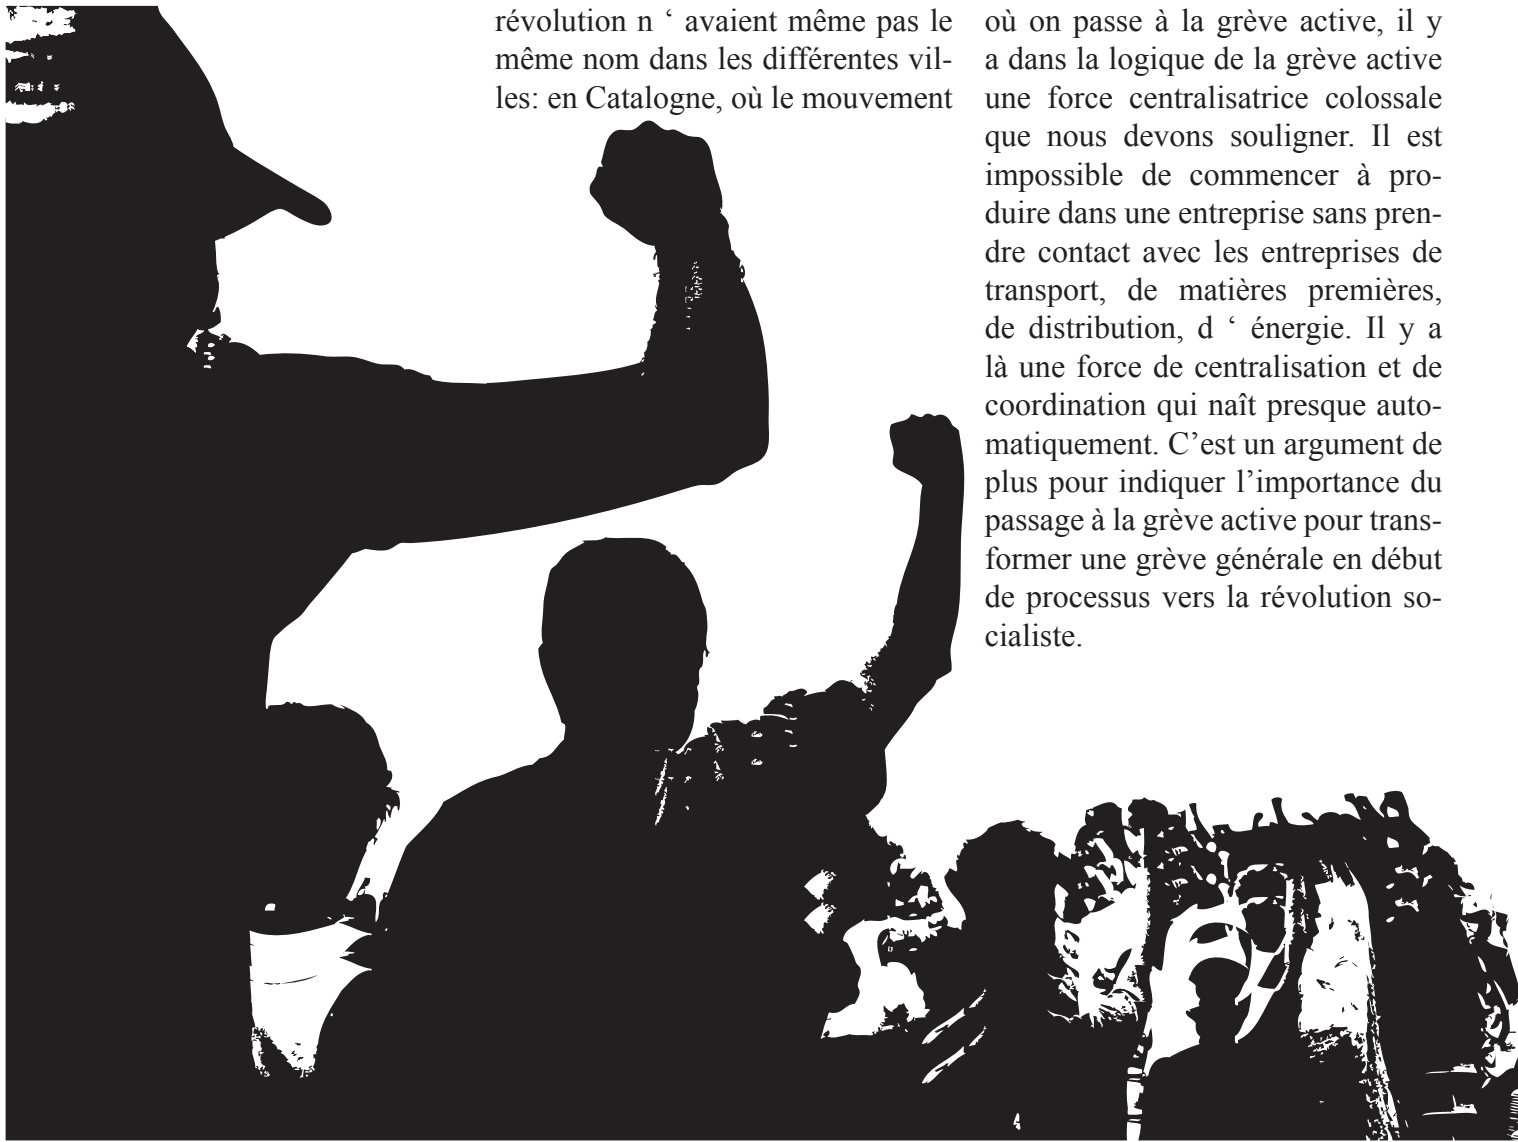 révolution n ‘ avaient même pas le
même nom dans les différentes vil-
les: en Catalogne, où le mouvement
où on passe à la grève active, il y
a dans la logique de la grève active
une force centralisatrice colossale
que nous devons souligner. Il est
impossible de commencer à pro-
duire dans une entreprise sans pren-
dre contact avec les entreprises de
transport, de matières premières,
de distribution, d ‘ énergie. Il y a
là une force de centralisation et de
coordination qui naît presque auto-
matiquement. C’est un argument de
plus pour indiquer l’importance du
passage à la grève active pour trans-
former une grève générale en début
de processus vers la révolution so-
cialiste.